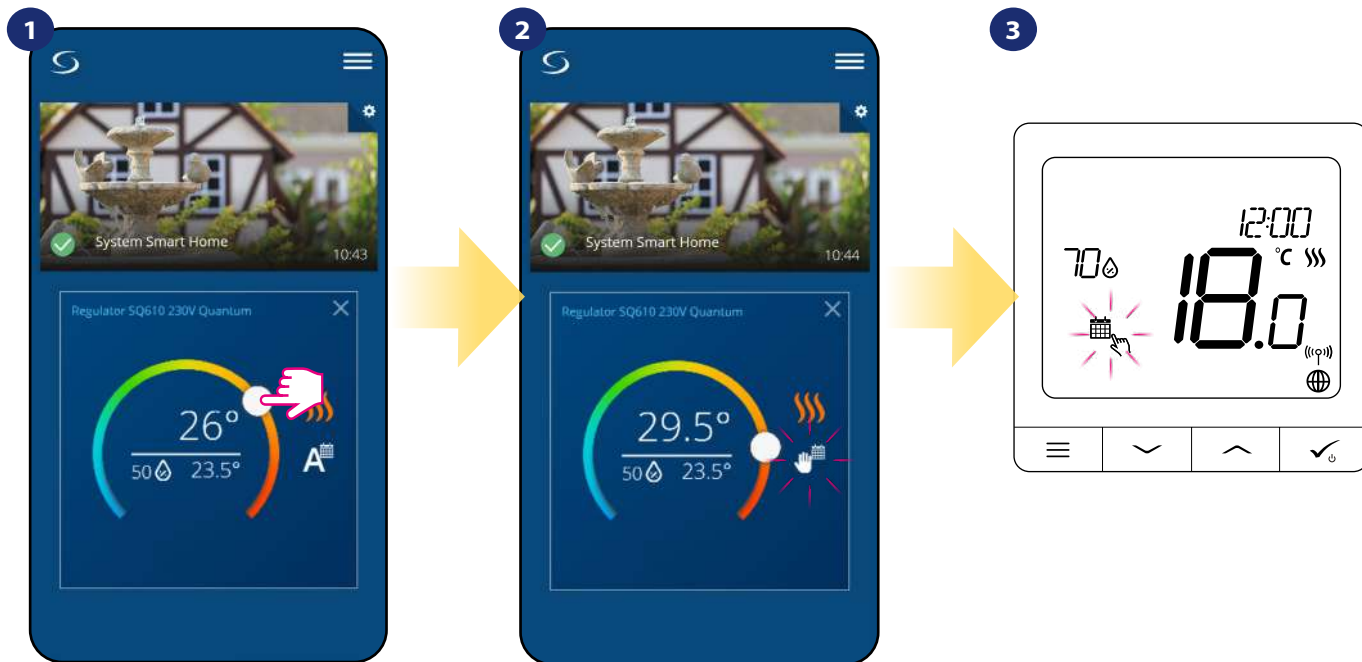 1
System Smart Home
10:43
Regulator SQ610 230V Quantum
26°
50 23.5°
A
2
System Smart Home
10:44
Regulator SQ610 230V Quantum
29.5°
50 23.5°
3
12:00
70
°C
18.0